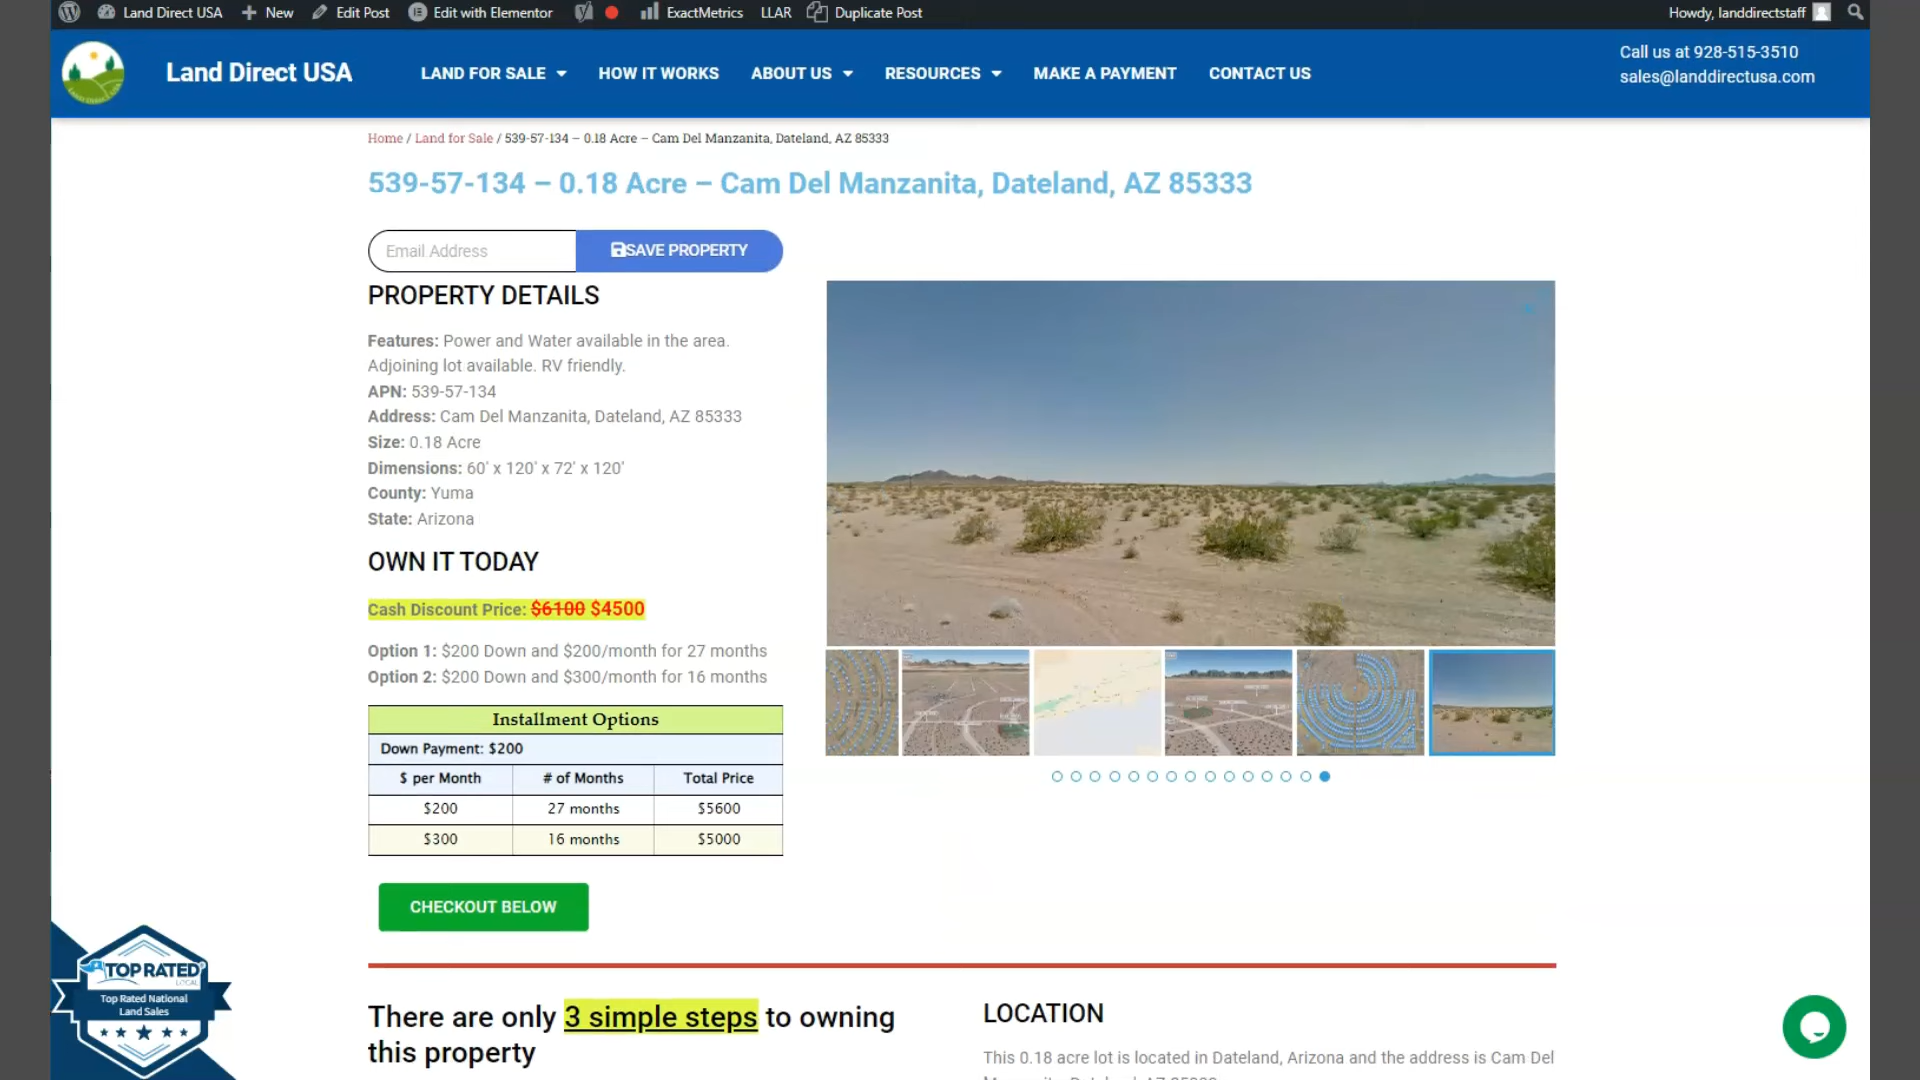 Land Direct USA New Edit Post Edit with Elementor ExactMetrics LLAR Duplicate Post Howdy, landdirectstaff
Land Direct USA
LAND FOR SALE HOW IT WORKS ABOUT US RESOURCES MAKE A PAYMENT CONTACT US
Call us at 928-515-3510
sales@landdirectusa.com
Home / Land for Sale / 539-57-134 – 0.18 Acre – Cam Del Manzanita, Dateland, AZ 85333
539-57-134 – 0.18 Acre – Cam Del Manzanita, Dateland, AZ 85333
Email Address SAVE PROPERTY
PROPERTY DETAILS
Features: Power and Water available in the area.
Adjoining lot available. RV friendly.
APN: 539-57-134
Address: Cam Del Manzanita, Dateland, AZ 85333
Size: 0.18 Acre
Dimensions: 60' x 120' x 72' x 120'
County: Yuma
State: Arizona
OWN IT TODAY
Cash Discount Price: $6100 $4500
Option 1: $200 Down and $200/month for 27 months
Option 2: $200 Down and $300/month for 16 months
Installment Options
Down Payment: $200
$ per Month # of Months Total Price
$200 27 months $5600
$300 16 months $5000
CHECKOUT BELOW
TOP RATED
LOCAL
Top Rated National
Land Sales
There are only 3 simple steps to owning
this property
LOCATION
This 0.18 acre lot is located in Dateland, Arizona and the address is Cam Del